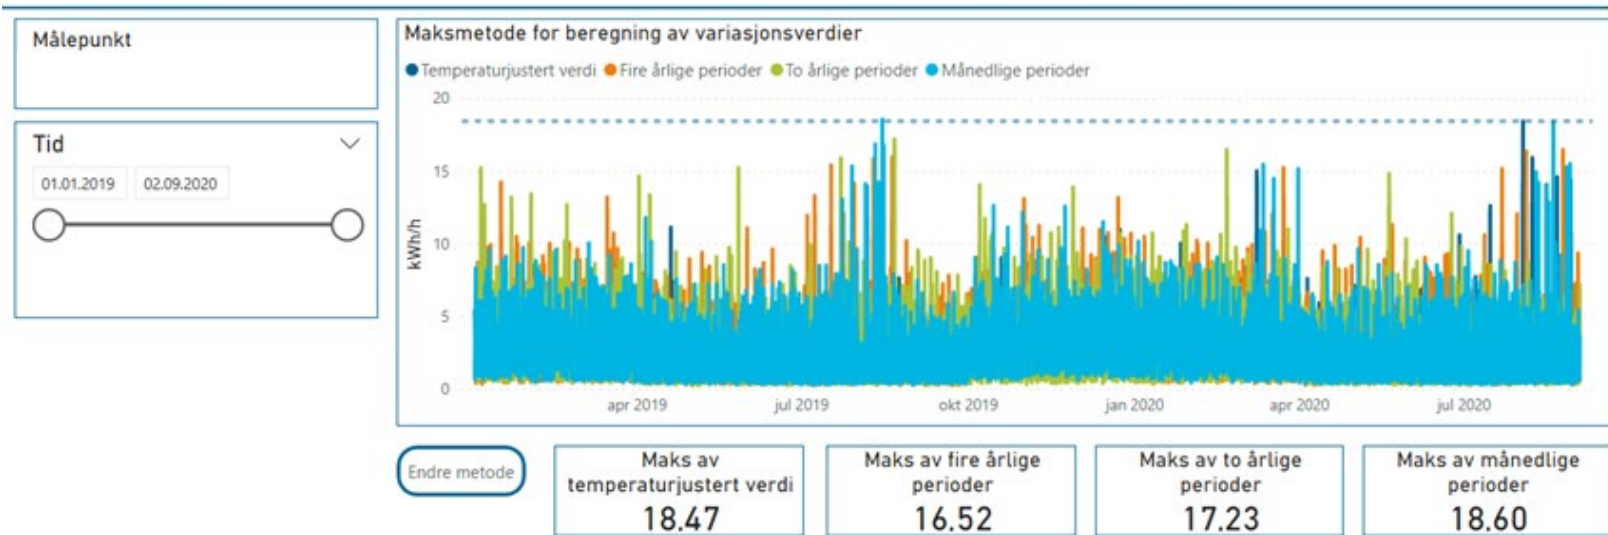 Målepunkt
Tid
01.01.2019 02.09.2020
Maksmetode for beregning av variasjonsverdier
Temperaturjustert verdi Fire årlige perioder To årlige perioder Månedlige perioder
20
15
10
5
0
kWh/h
apr 2019 jul 2019 okt 2019 jan 2020 apr 2020 jul 2020
Endre metode
Maks av
temperaturjustert verdi
18.47
Maks av fire årlige
perioder
16.52
Maks av to årlige
perioder
17.23
Maks av månedlige
perioder
18.60